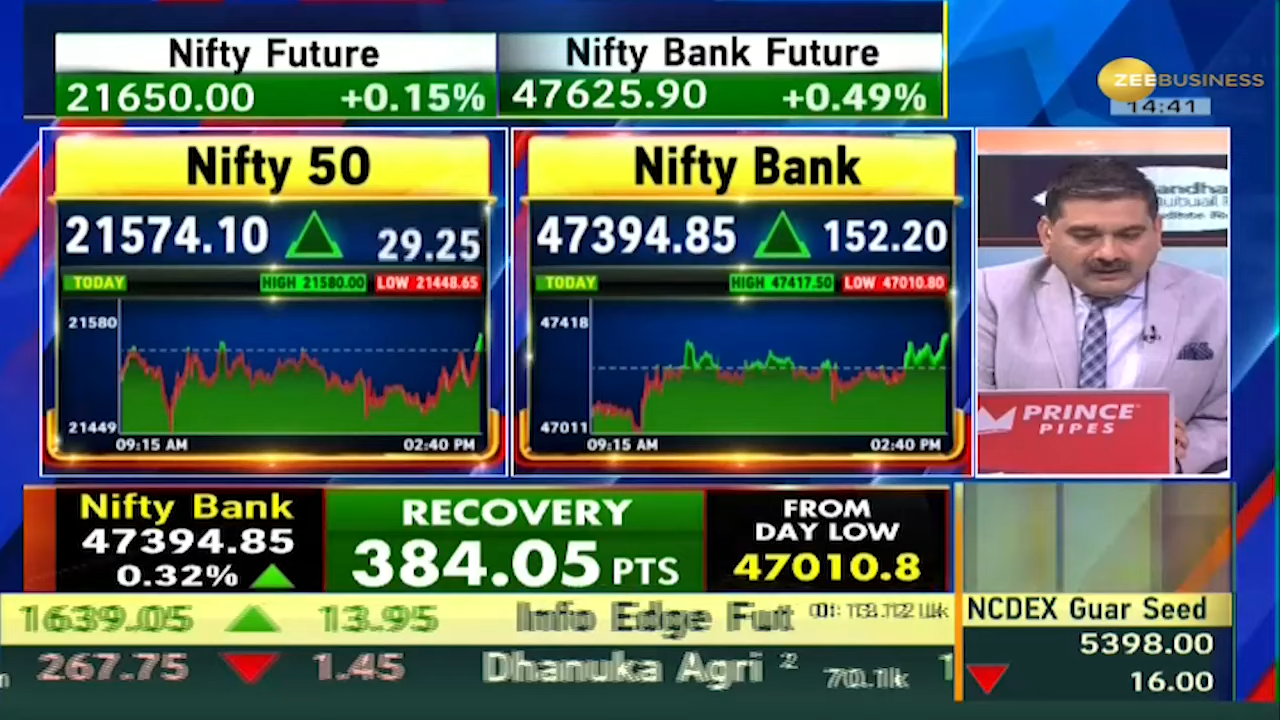 Nifty Future
21650.00 +0.15%
Nifty Bank Future
47625.90 +0.49%
ZEEBUSINESS
14:41
Nifty 50
21574.10 29.25
TODAY HIGH 21580.00 LOW 21448.65
21580
21449
09:15 AM 02:40 PM
Nifty Bank
47394.85 152.20
TODAY HIGH 47417.50 LOW 47010.80
47418
47011
09:15 AM 02:40 PM
andha
PRINCE
PIPES
Nifty Bank
47394.85
0.32%
RECOVERY
384.05 PTS
FROM
DAY LOW
47010.8
1639.05 13.95 Info Edge Fut
267.75 1.45 Dhanuka Agri 70.1k
NCDEX Guar Seed
5398.00
16.00